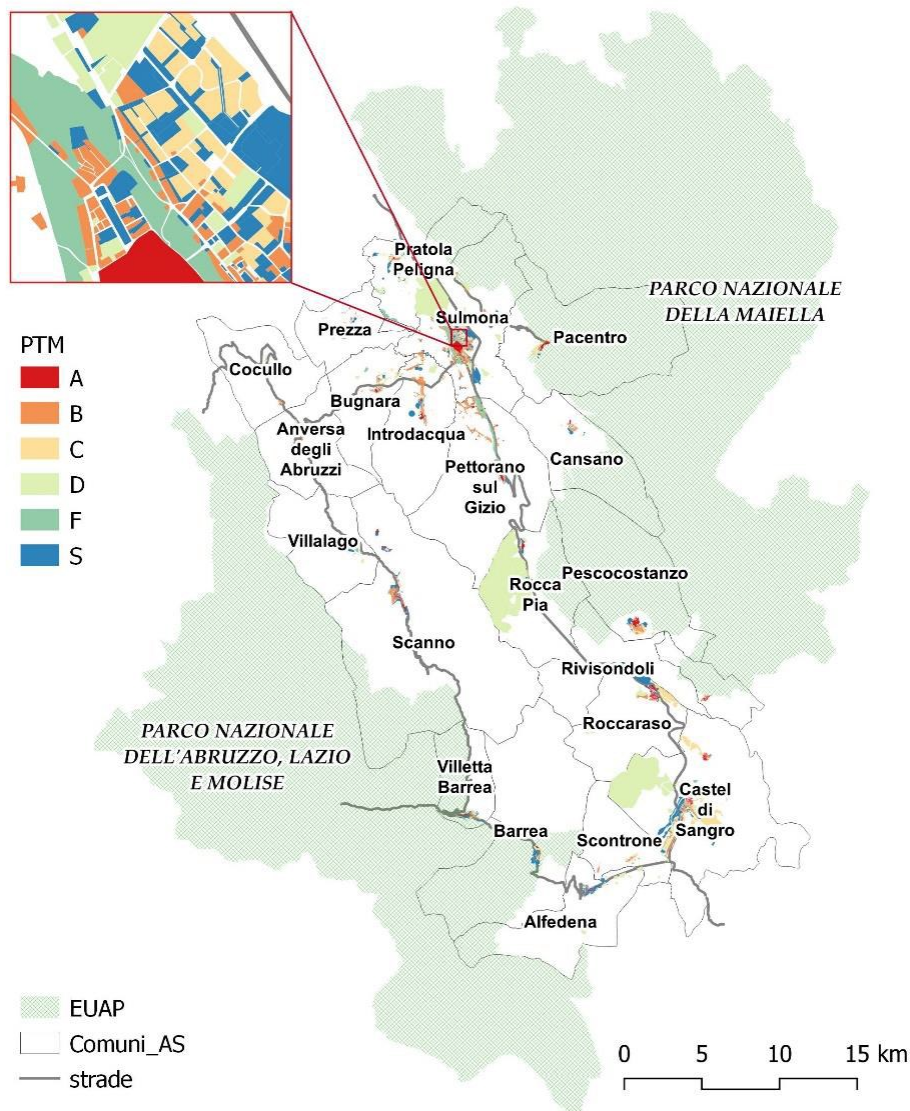 Pratola
Peligna
PARCO NAZIONALE
DELLA MAIELLA
Sulmona
Prezza
Pacentro
PTM
A
B
C
D
F
S
Cocullo
Bugnara
Introdacqua
Anversa
degli
Abruzzi
Cansano
Pettorano
sul
Gizio
Villalago
Rocca
Pia
Pescocostanzo
Scanno
Rivisondoli
Roccaraso
PARCO NAZIONALE
DELL'ABRUZZO, LAZIO
E MOLISE
Villetta
Barrea
Castel
di
Sangro
Barrea
Scontrone
Alfedena
EUAP
Comuni_AS
strade
0 5 10 15 km